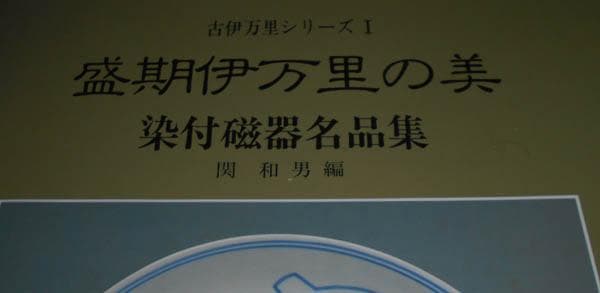 古伊万里シリーズ I
盛期伊万里の美
染付磁器名品集
関 和男編